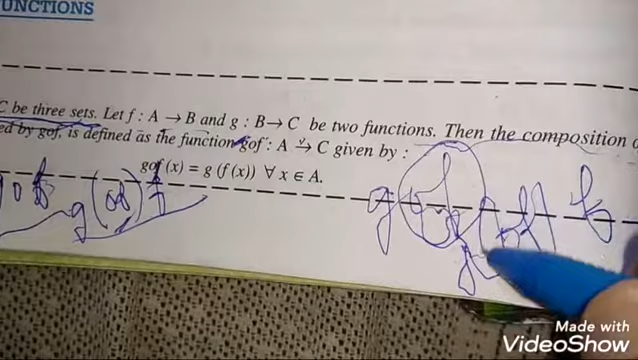 UNCTIONS
C be three sets. Let f : A → B and g : B → C be two functions. Then the composition o
ed by gof, is defined as the function gof : A → C given by :
gof (x) = g (f (x)) ∀ x ∈ A.
Made with
VideoShow